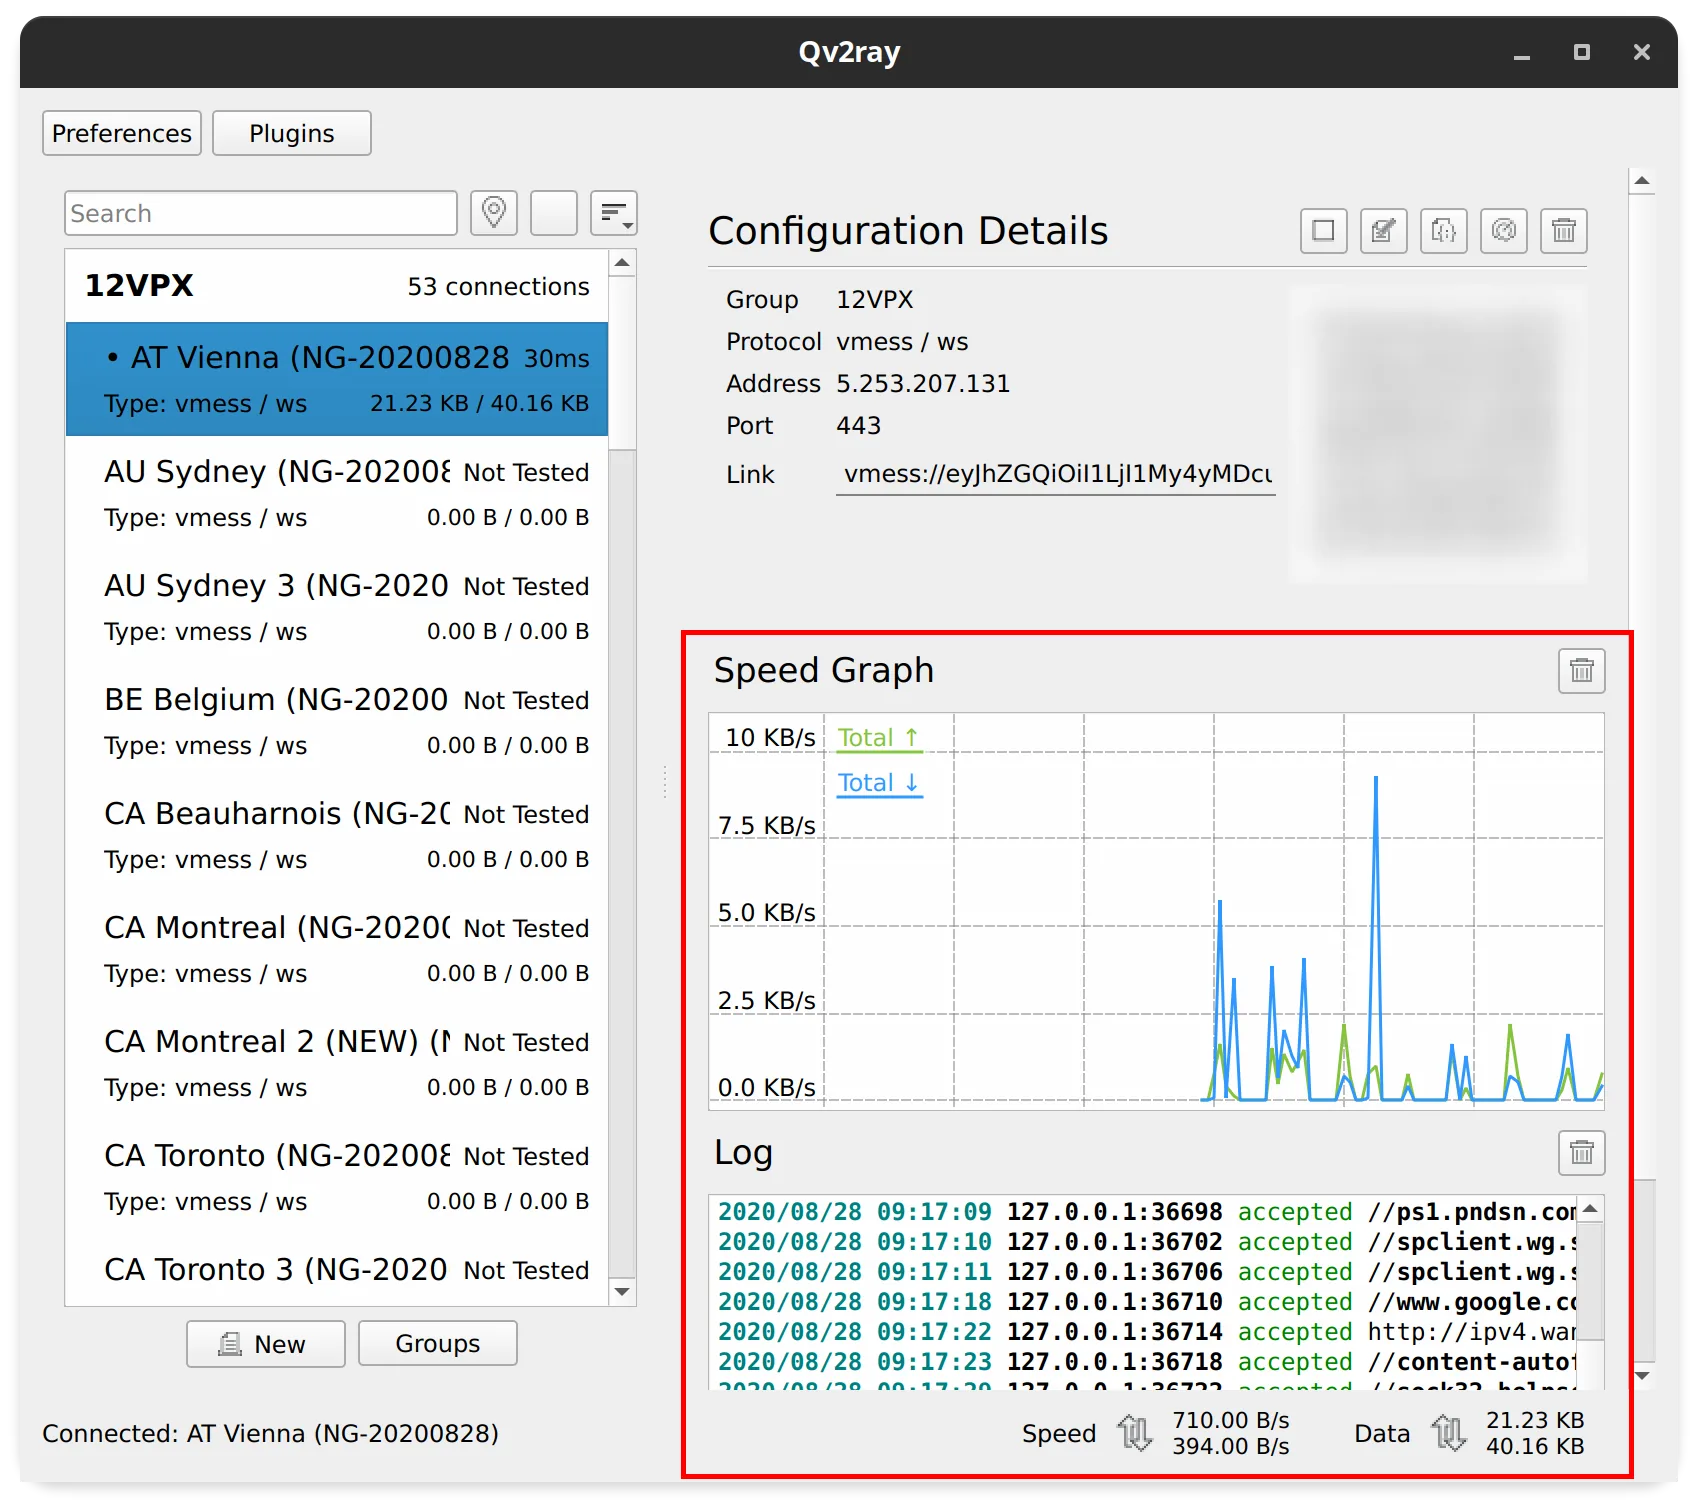 Qv2ray
Preferences
Plugins
Search
12VPX
53 connections
• AT Vienna (NG-20200828
30ms
Type: vmess / ws
21.23 KB / 40.16 KB
AU Sydney (NG-202008
Not Tested
Type: vmess / ws
0.00 B / 0.00 B
AU Sydney 3 (NG-2020
Not Tested
Type: vmess / ws
0.00 B / 0.00 B
BE Belgium (NG-20200
Not Tested
Type: vmess / ws
0.00 B / 0.00 B
CA Beauharnois (NG-20
Not Tested
Type: vmess / ws
0.00 B / 0.00 B
CA Montreal (NG-20200
Not Tested
Type: vmess / ws
0.00 B / 0.00 B
CA Montreal 2 (NEW) (N
Not Tested
Type: vmess / ws
0.00 B / 0.00 B
CA Toronto (NG-202008
Not Tested
Type: vmess / ws
0.00 B / 0.00 B
CA Toronto 3 (NG-2020
Not Tested
New
Groups
Connected: AT Vienna (NG-20200828)
Configuration Details
Group 12VPX
Protocol vmess / ws
Address 5.253.207.131
Port 443
Link vmess://eyJhZGQiOiI1LjI1My4yMDcu
Speed Graph
10 KB/s
Total ↑
Total ↓
7.5 KB/s
5.0 KB/s
2.5 KB/s
0.0 KB/s
Log
2020/08/28 09:17:09 127.0.0.1:36698 accepted //ps1.pndsn.com
2020/08/28 09:17:10 127.0.0.1:36702 accepted //spclient.wg.s
2020/08/28 09:17:11 127.0.0.1:36706 accepted //spclient.wg.s
2020/08/28 09:17:18 127.0.0.1:36710 accepted //www.google.co
2020/08/28 09:17:22 127.0.0.1:36714 accepted http://ipv4.wan
2020/08/28 09:17:23 127.0.0.1:36718 accepted //content-autof
Speed
710.00 B/s
394.00 B/s
Data
21.23 KB
40.16 KB